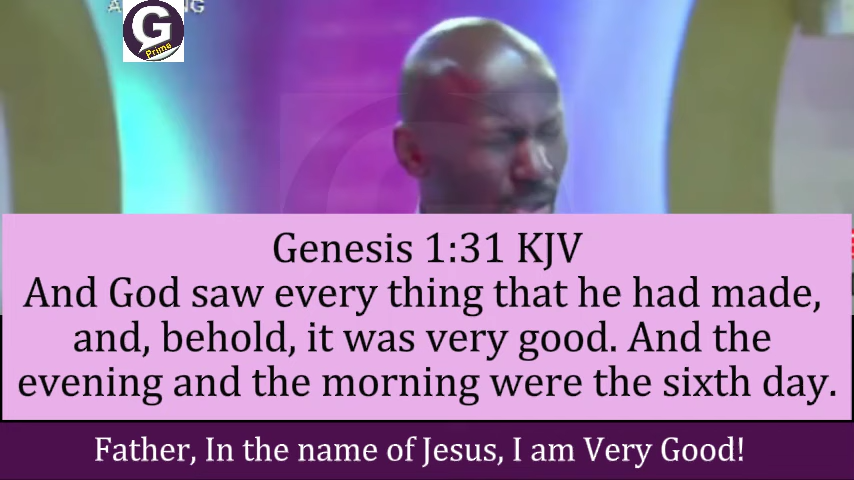 G
Prime
Genesis 1:31 KJV
And God saw every thing that he had made,
and, behold, it was very good. And the
evening and the morning were the sixth day.
Father, In the name of Jesus, I am Very Good!